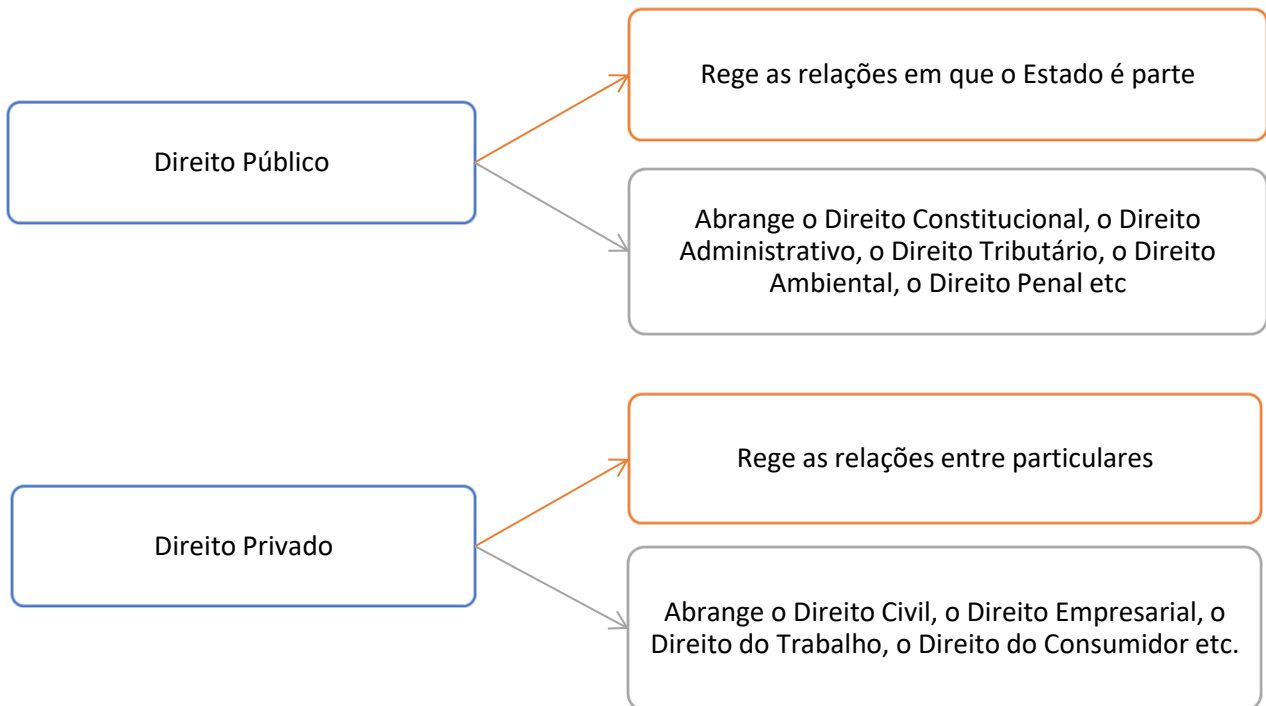 Rege as relações em que o Estado é parte
Direito Público
Abrange o Direito Constitucional, o Direito
Administrativo, o Direito Tributário, o Direito
Ambiental, o Direito Penal etc
Rege as relações entre particulares
Direito Privado
Abrange o Direito Civil, o Direito Empresarial, o
Direito do Trabalho, o Direito do Consumidor etc.